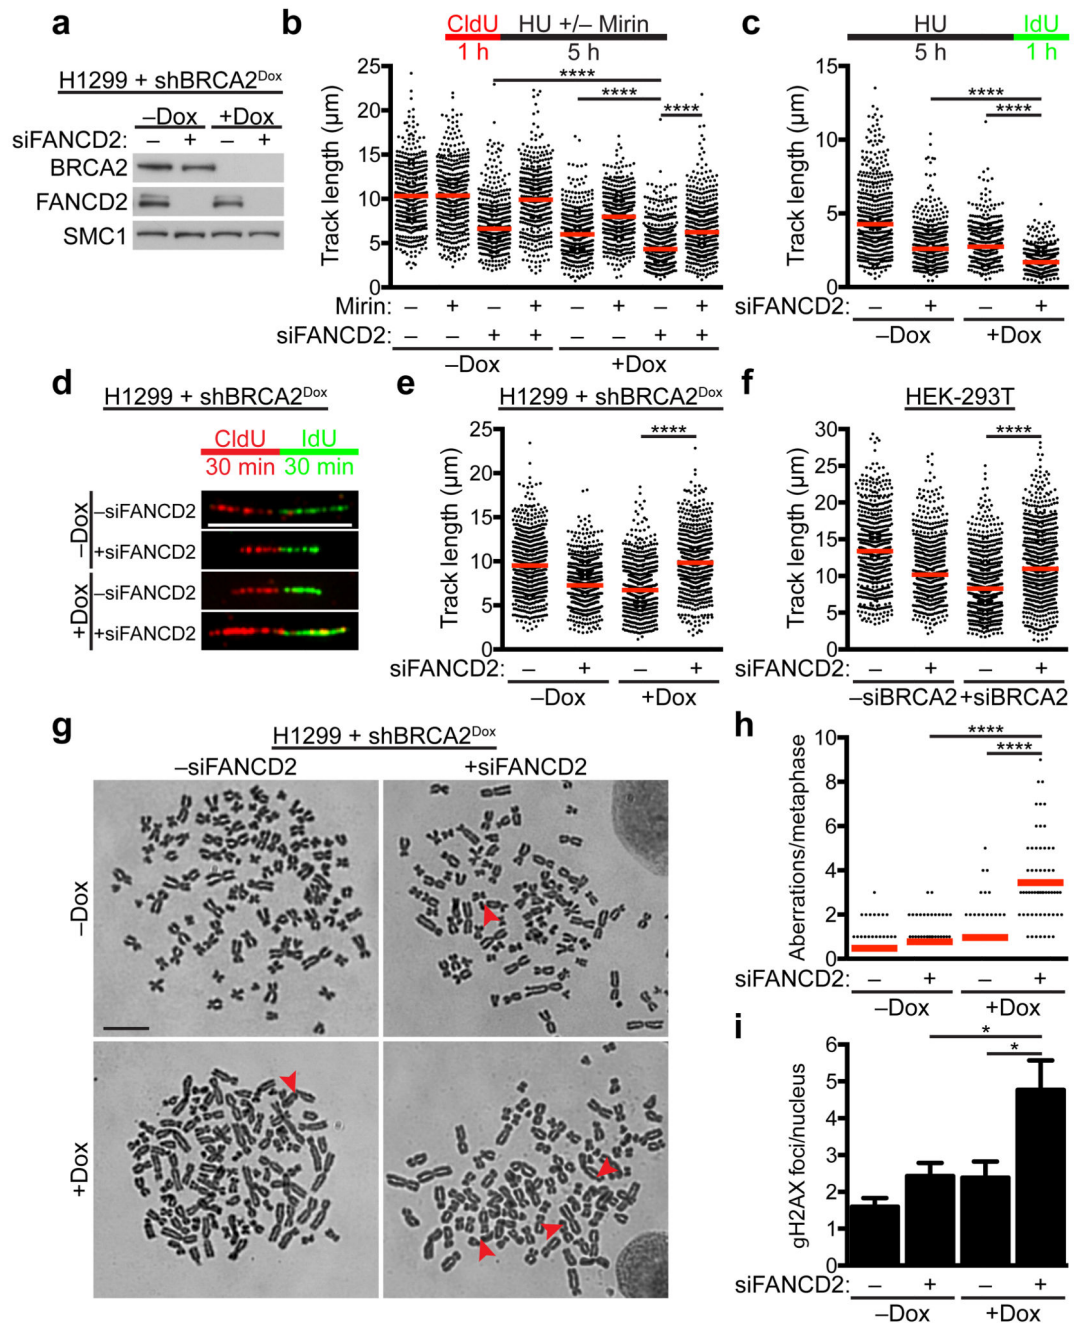 a
H1299 + shBRCA2Dox
–Dox +Dox
siFANCD2: – + – +
BRCA2
FANCD2
SMC1
b
CldU HU +/– Mirin
1 h 5 h
Track length (µm)
25
20
15
10
5
0
****
****
****
Mirin: – + – + – + – +
siFANCD2: – – + + – – + +
–Dox +Dox
c
HU IdU
5 h 1 h
Track length (µm)
15
10
5
0
****
****
siFANCD2: – + – +
–Dox +Dox
d
H1299 + shBRCA2Dox
CldU IdU
30 min 30 min
–Dox
–siFANCD2
+siFANCD2
+Dox
–siFANCD2
+siFANCD2
e
H1299 + shBRCA2Dox
Track length (µm)
25
20
15
10
5
0
****
siFANCD2: – + – +
–Dox +Dox
f
HEK-293T
Track length (µm)
30
25
20
15
10
5
0
****
siFANCD2: – + – +
–siBRCA2 +siBRCA2
g
H1299 + shBRCA2Dox
–siFANCD2 +siFANCD2
–Dox
+Dox
h
Aberrations/metaphase
10
8
6
4
2
0
****
****
siFANCD2: – + – +
–Dox +Dox
i
gH2AX foci/nucleus
6
5
4
3
2
1
0
*
*
siFANCD2: – + – +
–Dox +Dox